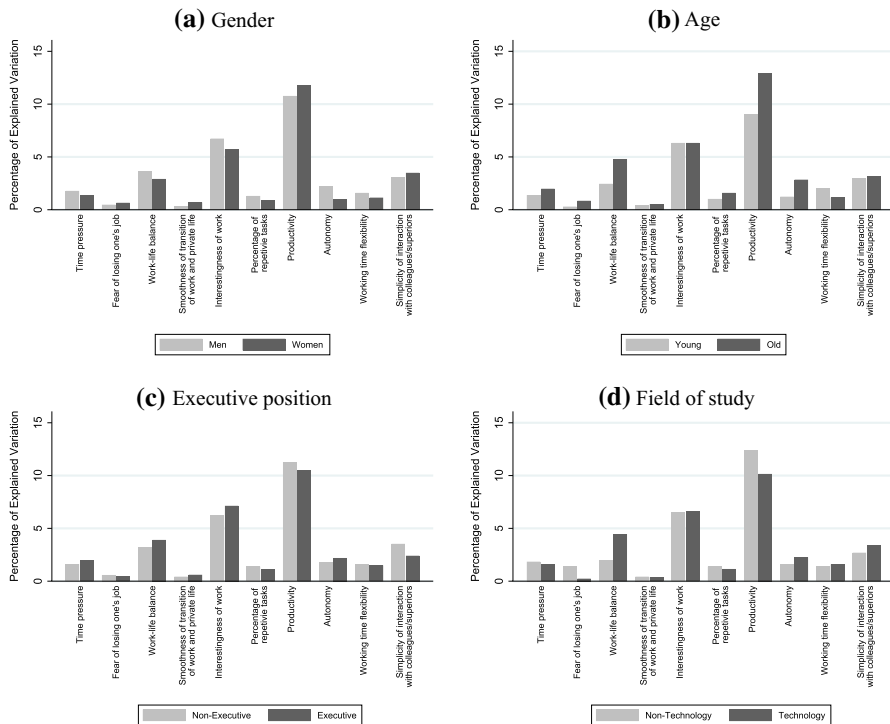 (a) Gender
Percentage of Explained Variation
15
10
5
0
Time pressure
Fear of losing one's job
Work-life balance
Smoothness of transition
of work and private life
Interestingness of work
Percentage of
repetivie tasks
Productivity
Autonomy
Working time flexibility
Simplicity of interaction
with colleagues/superiors
Men
Women
(b) Age
Percentage of Explained Variation
15
10
5
0
Time pressure
Fear of losing one's job
Work-life balance
Smoothness of transition
of work and private life
Interestingness of work
Percentage of
repetivie tasks
Productivity
Autonomy
Working time flexibility
Simplicity of interaction
with colleagues/superiors
Young
Old
(c) Executive position
Percentage of Explained Variation
15
10
5
0
Time pressure
Fear of losing one's job
Work-life balance
Smoothness of transition
of work and private life
Interestingness of work
Percentage of
repetivie tasks
Productivity
Autonomy
Working time flexibility
Simplicity of interaction
with colleagues/superiors
Non-Executive
Executive
(d) Field of study
Percentage of Explained Variation
15
10
5
0
Time pressure
Fear of losing one's job
Work-life balance
Smoothness of transition
of work and private life
Interestingness of work
Percentage of
repetivie tasks
Productivity
Autonomy
Working time flexibility
Simplicity of interaction
with colleagues/superiors
Non-Technology
Technology